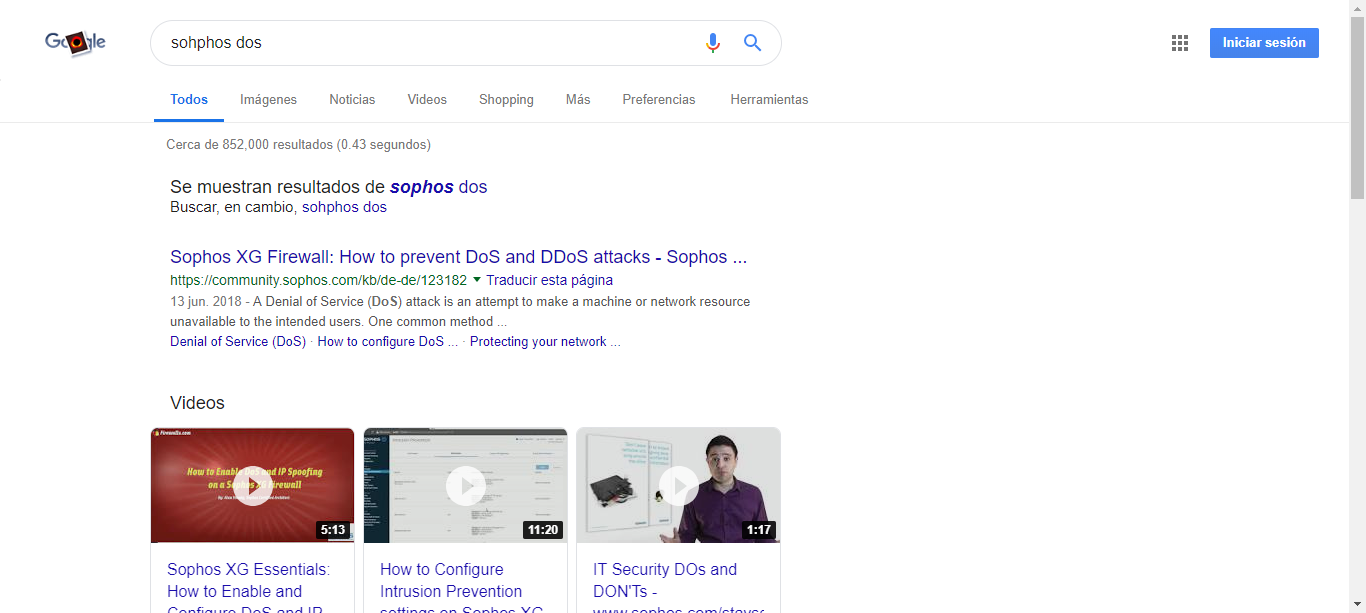 Google
sohphos dos
Iniciar sesión
Todos Imágenes Noticias Videos Shopping Más Preferencias Herramientas
Cerca de 852,000 resultados (0.43 segundos)
Se muestran resultados de sophos dos
Buscar, en cambio, sohphos dos
Sophos XG Firewall: How to prevent DoS and DDoS attacks - Sophos ...
https://community.sophos.com/kb/de-de/123182 Traducir esta página
13 jun. 2018 - A Denial of Service (DoS) attack is an attempt to make a machine or network resource
unavailable to the intended users. One common method ...
Denial of Service (DoS) · How to configure DoS ... · Protecting your network ...
Videos
Firewalls.com
How to Enable DoS and IP Spoofing
on a Sophos XG Firewall
5:13
SOPHOS
11:20
1:17
Sophos XG Essentials:
How to Enable and
Configure DoS and IP
How to Configure
Intrusion Prevention
settings on Sophos XG
IT Security DOs and
DON'Ts -
www.sophos.com/staysa